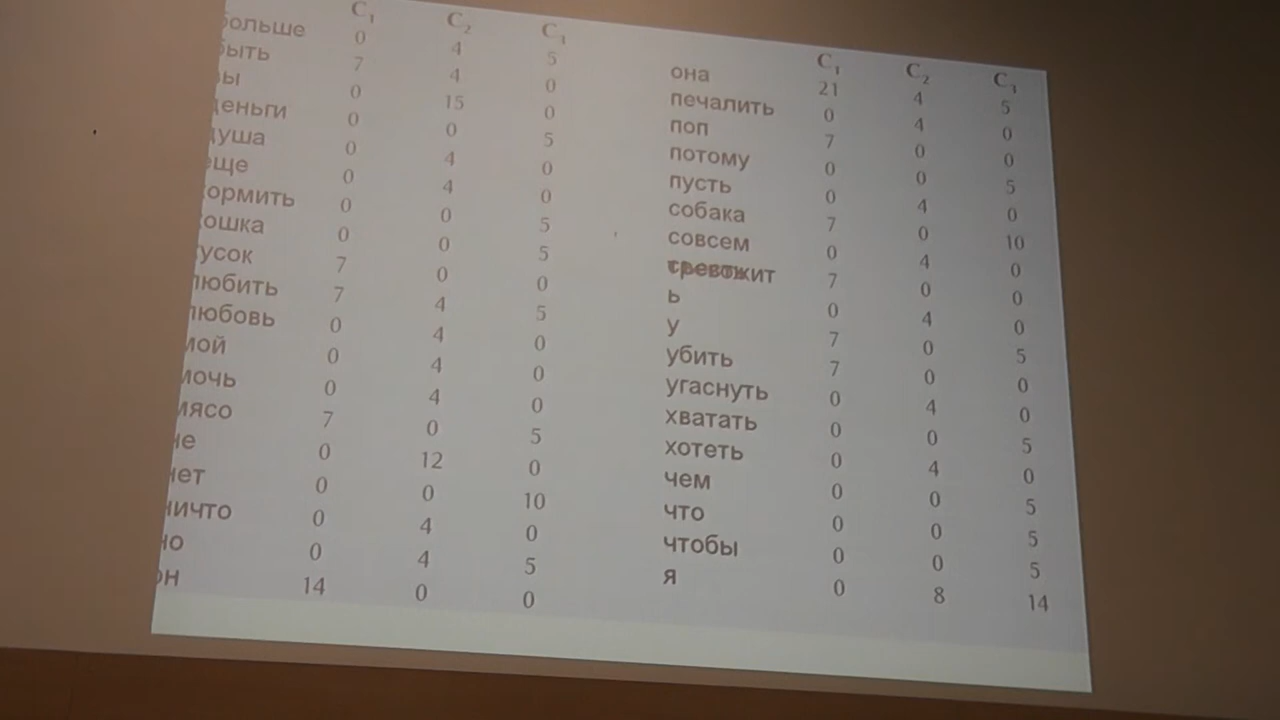 C1 C2 C3
больше 0 4 5
быть 7 4 0
вы 0 15 0
деньги 0 0 5
душа 0 4 0
еще 0 4 0
кормить 0 0 5
кошка 0 0 5
кусок 7 0 0
любить 7 4 5
любовь 0 4 0
мой 0 4 0
мочь 0 4 0
мясо 7 0 5
не 0 12 0
нет 0 0 10
ничто 0 4 0
но 0 4 5
он 14 0 0
C1 C2 C3
она 21 4 5
печалить 0 4 0
поп 7 0 0
потому 0 0 5
пусть 0 4 0
собака 7 0 10
совсем 0 4 0
тревожит 7 0 0
ь 0 4 0
у 7 0 5
убить 7 0 0
угаснуть 0 4 0
хватать 0 0 5
хотеть 0 4 0
чем 0 0 5
что 0 0 5
чтобы 0 0 5
я 0 8 14